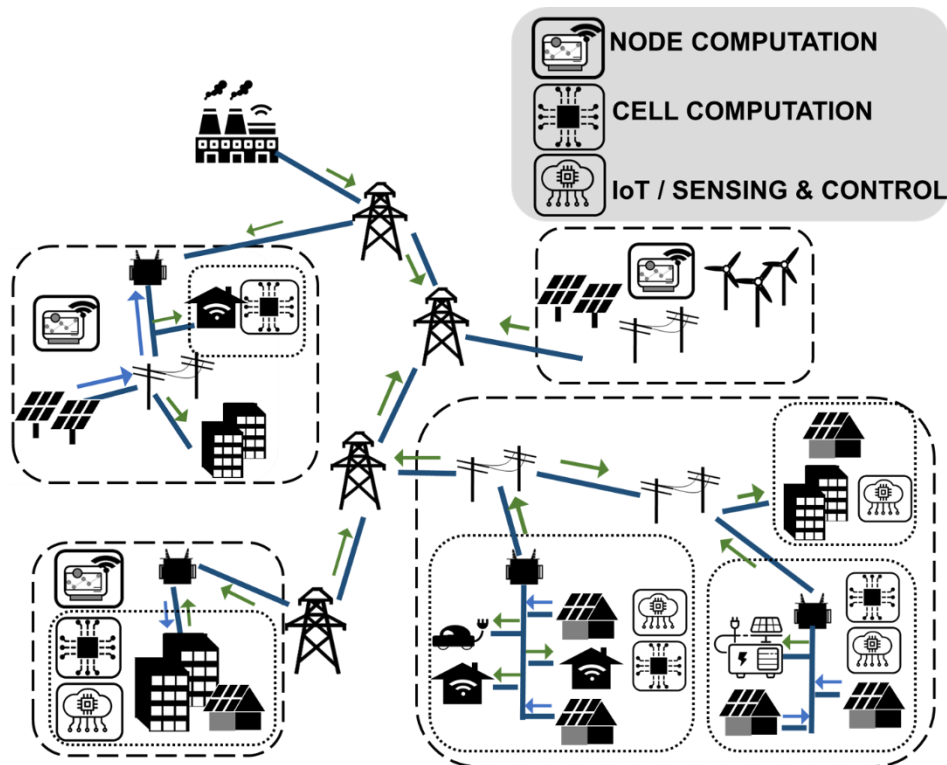 NODE COMPUTATION
CELL COMPUTATION
IoT / SENSING & CONTROL